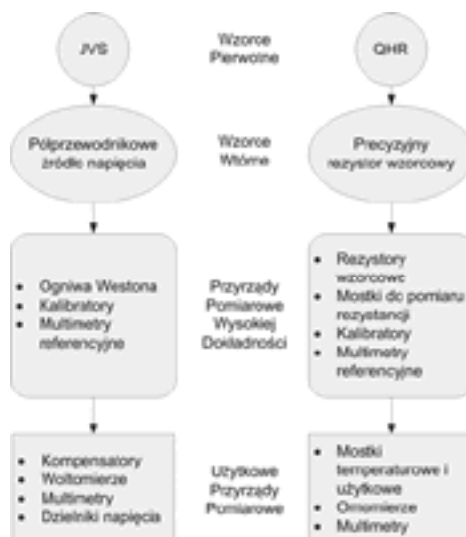 JVS
Wzorce
Pierwotne
QHR
Półprzewodnikowe
źródło napięcia
Wzorce
Wtórne
Precyzyjny
rezystor wzorcowy
• Ogniwa Westona
• Kalibratory
• Multimetry
referencyjne
Przyrządy
Pomiarowe
Wysokiej
Dokładności
• Rezystory
wzorcowe
• Mostki do pomiaru
rezystancji
• Kalibratory
• Multimetry
referencyjne
• Kompensatory
• Woltomierze
• Multimetry
• Dzielniki napięcia
Użytkowe
Przyrządy
Pomiarowe
• Mostki
temperaturowe i
użytkowe
• Omomierze
• Multimetry